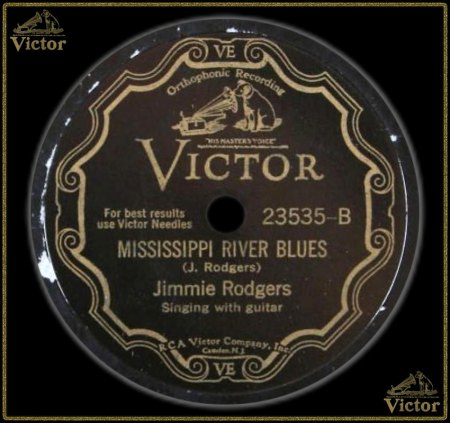 Victor
VE
Orthophonic Recording
"HIS MASTER'S VOICE"
VICTOR
For best results
use Victor Needles
23535-B
MISSISSIPPI RIVER BLUES
(J. Rodgers)
Jimmie Rodgers
Singing with guitar
RCA Victor Company, Inc.
Camden, N.J.
VE
Victor